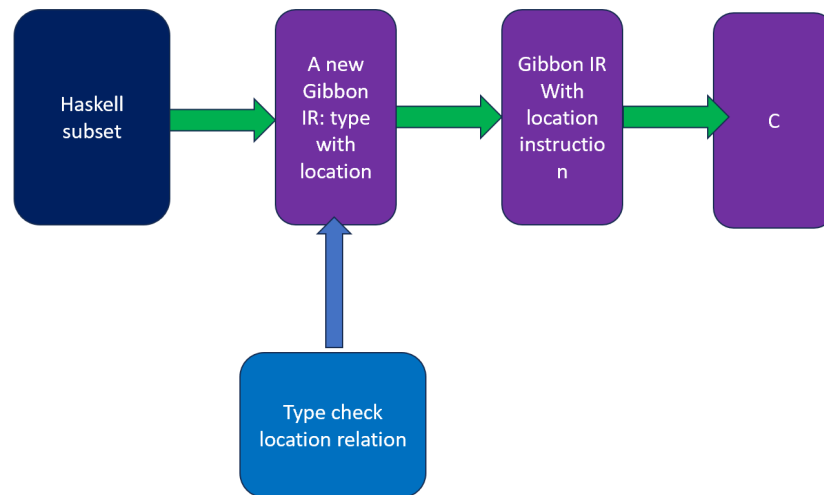 Haskell
subset
A new
Gibbon
IR: type
with
location
Gibbon IR
With
location
instructio
n
C
Type check
location relation